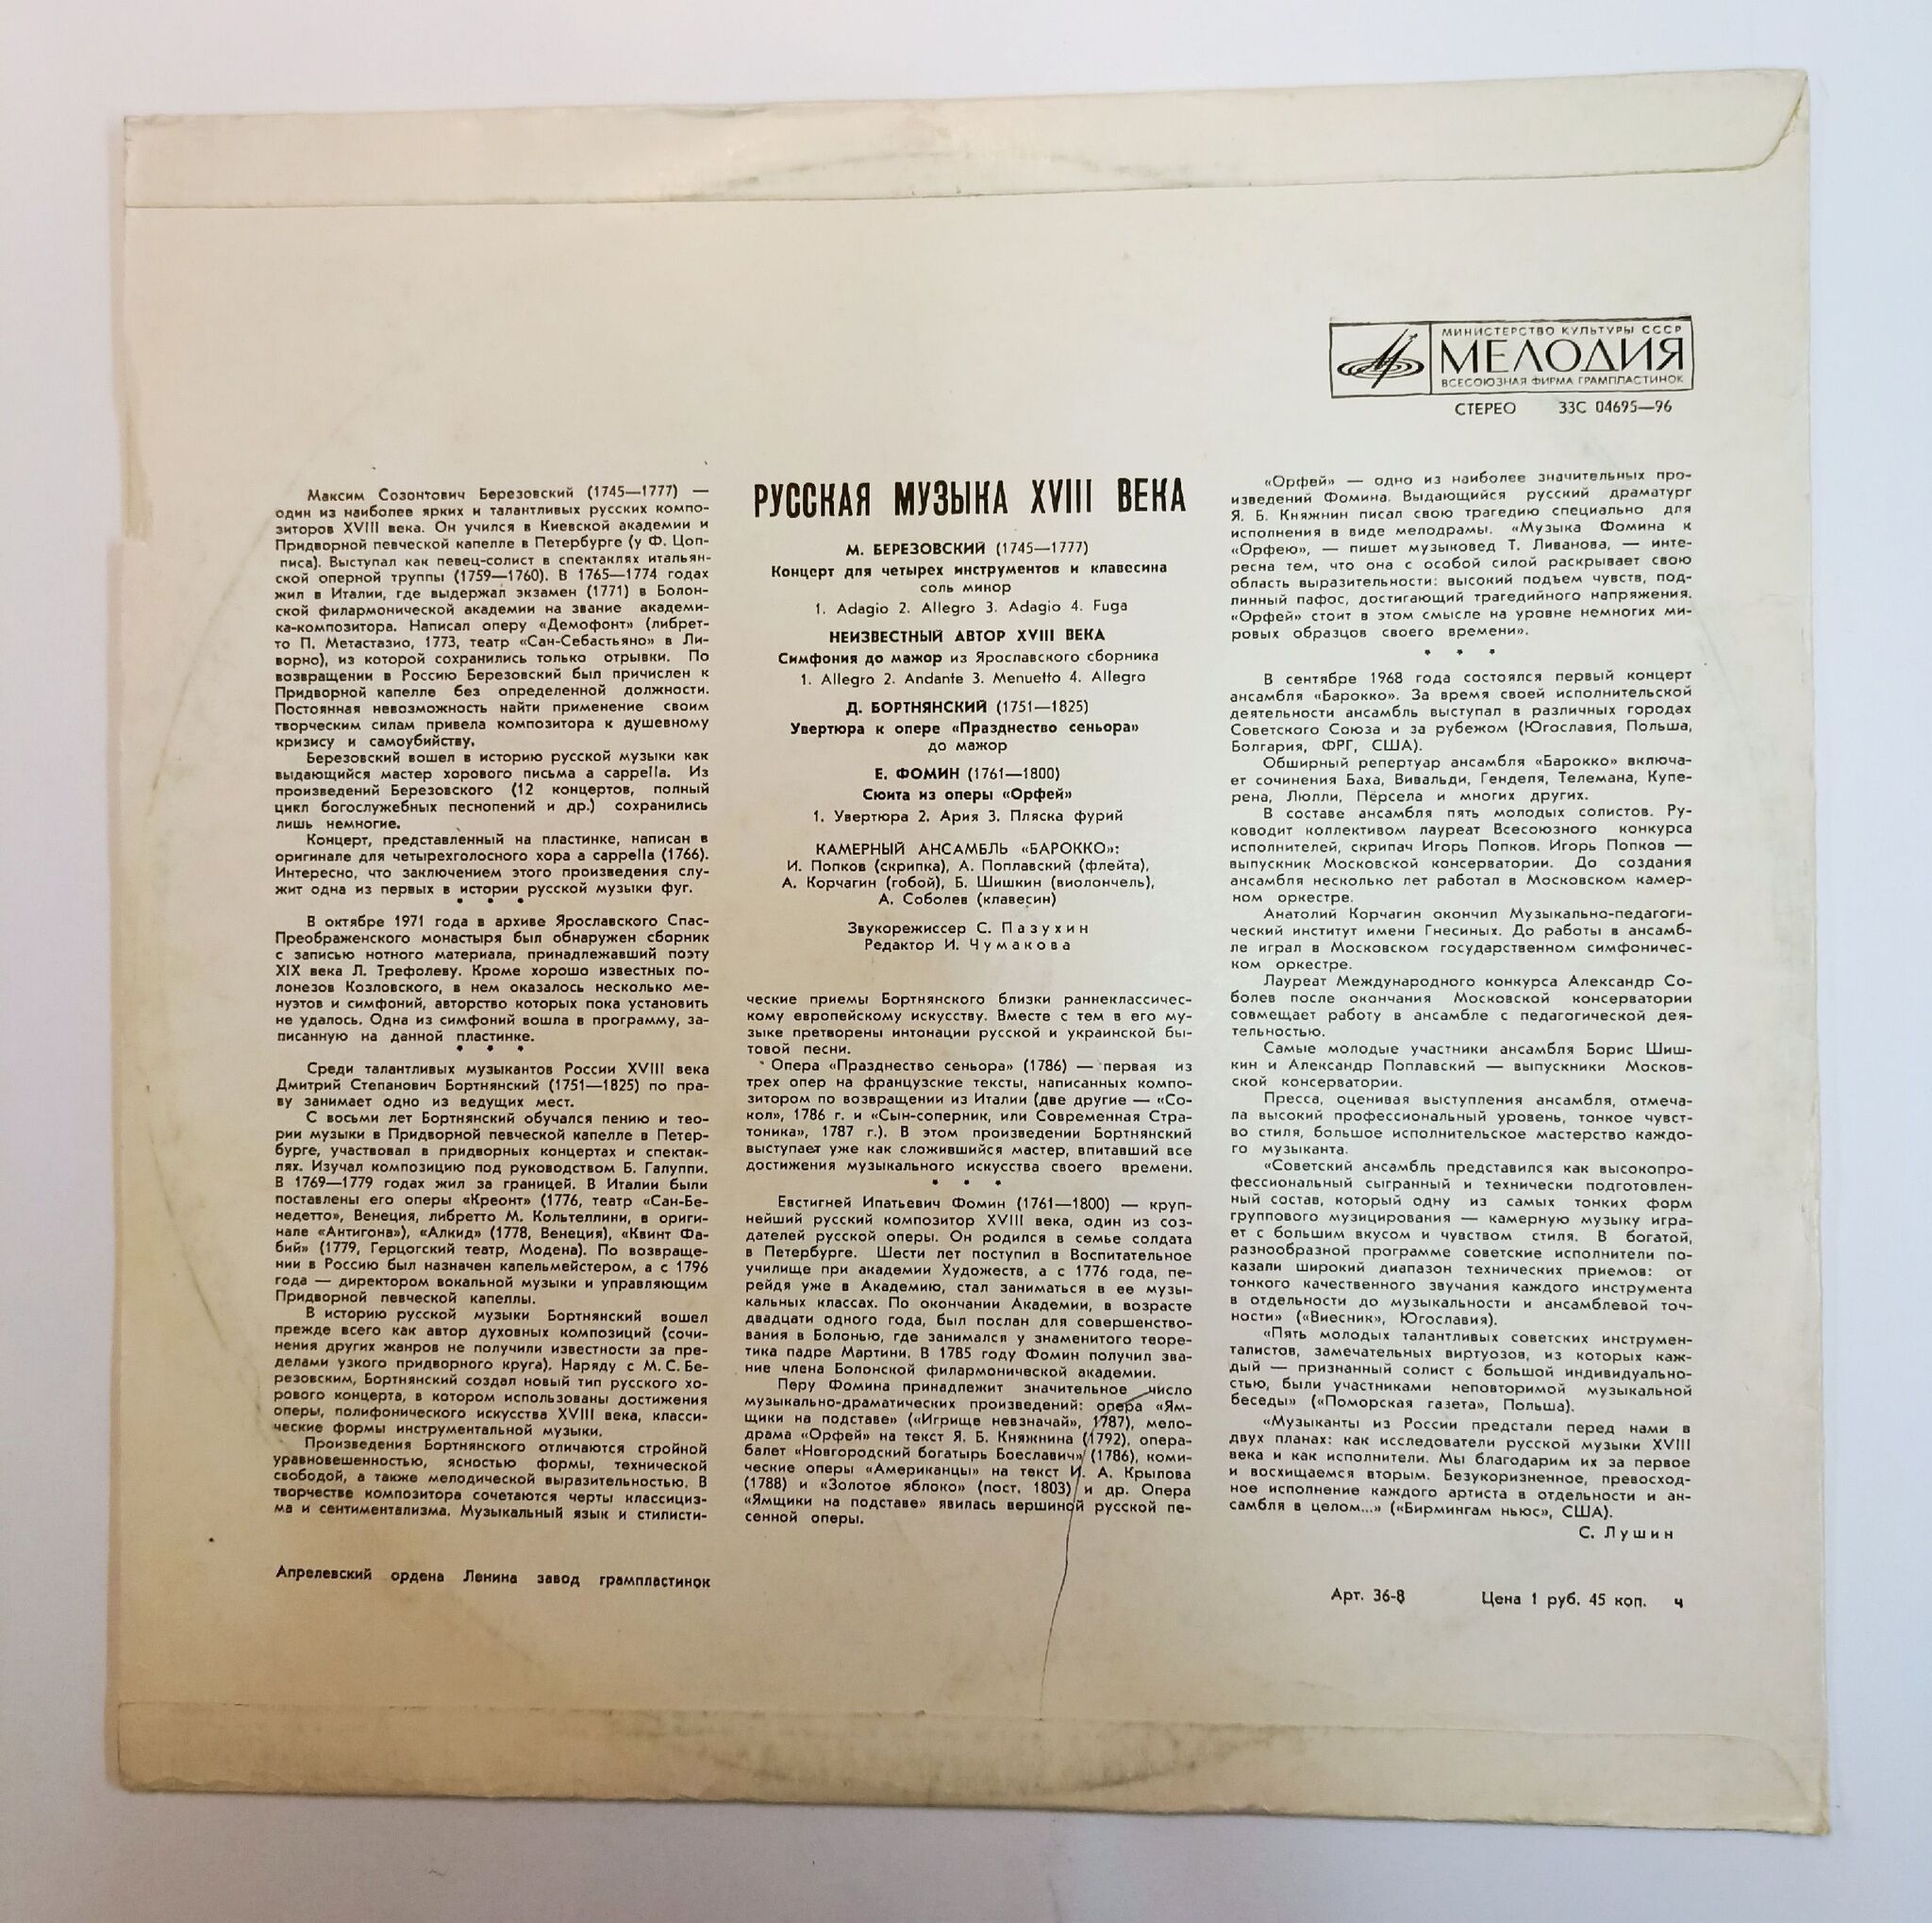 МИНИСТЕРСТВО КУЛЬТУРЫ СССР
МЕЛОДИЯ
ВСЕСОЮЗНАЯ ФИРМА ГРАМПЛАСТИНОК
СТЕРЕО 33С 04695—96
Максим Созонтович Березовский (1745—1777) —
один из наиболее ярких и талантливых русских компо-
зиторов XVIII века. Он учился в Киевской академии и
Придворной певческой капелле в Петербурге (у Ф. Цоп-
писа). Выступал как певец-солист в спектаклях итальян-
ской оперной труппы (1759—1760). В 1765—1774 годах
жил в Италии, где выдержал экзамен (1771) в Болон-
ской филармонической академии на звание академи-
ка-композитора. Написал оперу «Демофонт» (либрет-
то П. Метастазио, 1773, театр «Сан-Себастьяно» в Ли-
ворно), из которой сохранились только отрывки. По
возвращении в Россию Березовский был причислен к
Придворной капелле без определенной должности.
Постоянная невозможность найти применение своим
творческим силам привела композитора к душевному
кризису и самоубийству.
Березовский вошел в историю русской музыки как
выдающийся мастер хорового письма a cappella. Из
произведений Березовского (12 концертов, полный
цикл богослужебных песнопений и др.) сохранились
лишь немногие.
Концерт, представленный на пластинке, написан в
оригинале для четырехголосного хора a cappella (1766).
Интересно, что заключением этого произведения слу-
жит одна из первых в истории русской музыки фуг.
* * *
В октябре 1971 года в архиве Ярославского Спас-
Преображенского монастыря был обнаружен сборник
с записью нотного материала, принадлежавший поэту
XIX века Л. Трефолеву. Кроме хорошо известных по-
лонезов Козловского, в нем оказалось несколько ме-
нуэтов и симфоний, авторство которых пока установить
не удалось. Одна из симфоний вошла в программу, за-
писанную на данной пластинке.
* * *
Среди талантливых музыкантов России XVIII века
Дмитрий Степанович Бортнянский (1751—1825) по пра-
ву занимает одно из ведущих мест.
С восьми лет Бортнянский обучался пению и тео-
рии музыки в Придворной певческой капелле в Петер-
бурге, участвовал в придворных концертах и спектак-
лях. Изучал композицию под руководством Б. Галуппи.
В 1769—1779 годах жил за границей. В Италии были
поставлены его оперы «Креонт» (1776, театр «Сан-Бе-
недетто», Венеция, либретто М. Кольтеллини, в ориги-
нале «Антигона»), «Алкид» (1778, Венеция), «Квинт Фа-
бий» (1779, Герцогский театр, Модена). По возвраще-
нии в Россию был назначен капельмейстером, а с 1796
года — директором вокальной музыки и управляющим
Придворной певческой капеллы.
В историю русской музыки Бортнянский вошел
прежде всего как автор духовных композиций (сочи-
нения других жанров не получили известности за пре-
делами узкого придворного круга). Наряду с М. С. Бе-
резовским, Бортнянский создал новый тип русского хо-
рового концерта, в котором использованы достижения
оперы, полифонического искусства XVIII века, класси-
ческие формы инструментальной музыки.
Произведения Бортнянского отличаются стройной
уравновешенностью, ясностью формы, технической
свободой, а также мелодической выразительностью. В
творчестве композитора сочетаются черты классициз-
ма и сентиментализма. Музыкальный язык и стилисти-
Апрелевский ордена Ленина завод грампластинок
РУССКАЯ МУЗЫКА XVIII ВЕКА
М. БЕРЕЗОВСКИЙ (1745—1777)
Концерт для четырех инструментов и клавесина
соль минор
1. Adagio 2. Allegro 3. Adagio 4. Fuga
НЕИЗВЕСТНЫЙ АВТОР XVIII ВЕКА
Симфония до мажор из Ярославского сборника
1. Allegro 2. Andante 3. Menuetto 4. Allegro
Д. БОРТНЯНСКИЙ (1751—1825)
Увертюра к опере «Празднество сеньора»
до мажор
Е. ФОМИН (1761—1800)
Сюита из оперы «Орфей»
1. Увертюра 2. Ария 3. Пляска фурий
КАМЕРНЫЙ АНСАМБЛЬ «БАРОККО»:
И. Попков (скрипка), А. Поплавский (флейта),
А. Корчагин (гобой), Б. Шишкин (виолончель),
А. Соболев (клавесин)
Звукорежиссер С. Пазухин
Редактор И. Чумакова
ческие приемы Бортнянского близки раннеклассичес-
кому европейскому искусству. Вместе с тем в его му-
зыке претворены интонации русской и украинской бы-
товой песни.
Опера «Празднество сеньора» (1786) — первая из
трех опер на французские тексты, написанных компо-
зитором по возвращении из Италии (две другие — «Со-
кол», 1786 г. и «Сын-соперник, или Современная Стра-
тоника», 1787 г.). В этом произведении Бортнянский
выступает уже как сложившийся мастер, впитавший все
достижения музыкального искусства своего времени.
* * *
Евстигней Ипатьевич Фомин (1761—1800) — круп-
нейший русский композитор XVIII века, один из соз-
дателей русской оперы. Он родился в семье солдата
в Петербурге. Шести лет поступил в Воспитательное
училище при академии Художеств, а с 1776 года, пе-
рейдя уже в Академию, стал заниматься в ее музы-
кальных классах. По окончании Академии, в возрасте
двадцати одного года, был послан для совершенство-
вания в Болонью, где занимался у знаменитого теоре-
тика падре Мартини. В 1785 году Фомин получил зва-
ние члена Болонской филармонической академии.
Перу Фомина принадлежит значительное число
музыкально-драматических произведений: опера «Ям-
щики на подставе» («Игрище невзначай», 1787), мело-
драма «Орфей» на текст Я. Б. Княжнина (1792), опера-
балет «Новгородский богатырь Боеславич» (1786), коми-
ческие оперы «Американцы» на текст И. А. Крылова
(1788) и «Золотое яблоко» (пост. 1803) и др. Опера
«Ямщики на подставе» явилась вершиной русской пе-
сенной оперы.
«Орфей» — одно из наиболее значительных про-
изведений Фомина. Выдающийся русский драматург
Я. Б. Княжнин писал свою трагедию специально для
исполнения в виде мелодрамы. «Музыка Фомина к
«Орфею», — пишет музыковед Т. Ливанова, — инте-
ресна тем, что она с особой силой раскрывает свою
область выразительности: высокий подъем чувств, под-
линный пафос, достигающий трагедийного напряжения.
«Орфей» стоит в этом смысле на уровне немногих ми-
ровых образцов своего времени».
* * *
В сентябре 1968 года состоялся первый концерт
ансамбля «Барокко». За время своей исполнительской
деятельности ансамбль выступал в различных городах
Советского Союза и за рубежом (Югославия, Польша,
Болгария, ФРГ, США).
Обширный репертуар ансамбля «Барокко» включа-
ет сочинения Баха, Вивальди, Генделя, Телемана, Купе-
рена, Люлли, Пёрсела и многих других.
В составе ансамбля пять молодых солистов. Ру-
ководит коллективом лауреат Всесоюзного конкурса
исполнителей, скрипач Игорь Попков. Игорь Попков —
выпускник Московской консерватории. До создания
ансамбля несколько лет работал в Московском камер-
ном оркестре.
Анатолий Корчагин окончил Музыкально-педагоги-
ческий институт имени Гнесиных. До работы в ансамб-
ле играл в Московском государственном симфоничес-
ком оркестре.
Лауреат Международного конкурса Александр Со-
болев после окончания Московской консерватории
совмещает работу в ансамбле с педагогической дея-
тельностью.
Самые молодые участники ансамбля Борис Шиш-
кин и Александр Поплавский — выпускники Москов-
ской консерватории.
Пресса, оценивая выступления ансамбля, отмеча-
ла высокий профессиональный уровень, тонкое чувст-
во стиля, большое исполнительское мастерство каждо-
го музыканта.
«Советский ансамбль представился как высокопро-
фессиональный сыгранный и технически подготовлен-
ный состав, который одну из самых тонких форм
группового музицирования — камерную музыку игра-
ет с большим вкусом и чувством стиля. В богатой,
разнообразной программе советские исполнители по-
казали широкий диапазон технических приемов: от
тонкого качественного звучания каждого инструмента
в отдельности до музыкальности и ансамблевой точ-
ности» («Виесник», Югославия).
«Пять молодых талантливых советских инструмен-
талистов, замечательных виртуозов, из которых каж-
дый — признанный солист с большой индивидуально-
стью, были участниками неповторимой музыкальной
беседы» («Поморская газета», Польша).
«Музыканты из России предстали перед нами в
двух планах: как исследователи русской музыки XVIII
века и как исполнители. Мы благодарим их за первое
и восхищаемся вторым. Безукоризненное, превосход-
ное исполнение каждого артиста в отдельности и ан-
самбля в целом...» («Бирмингам ньюс», США).
С. Лушин
Арт. 36-8 Цена 1 руб. 45 коп. ч